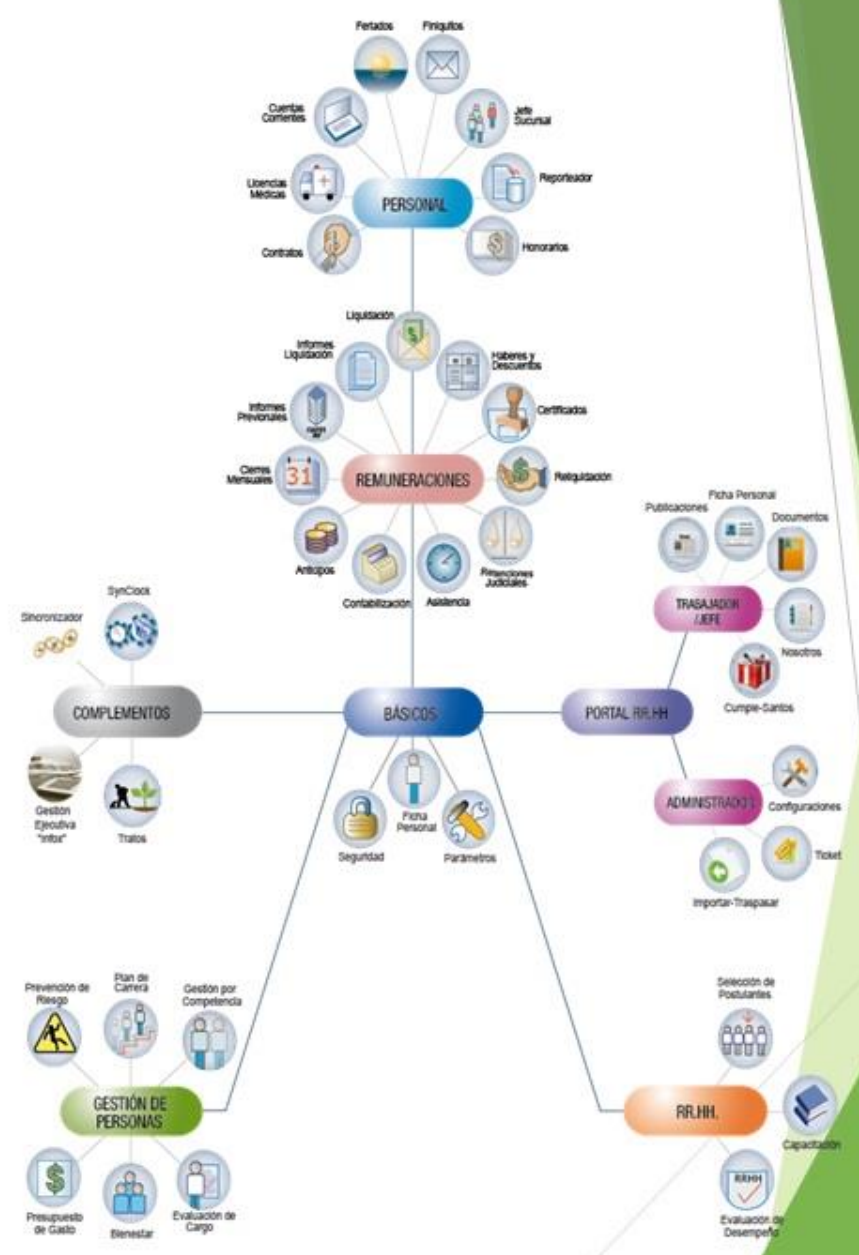 Feriados
Finiquitos
Cuentas
Corrientes
Jefe
Sucursal
Licencias
Médicas
Reporteador
PERSONAL
Contratos
Honorarios
Liquidación
Informes
Liquidación
Haberes y
Descuentos
Informes
Previonales
Certificados
Cierres
Mensuales
31
REMUNERACIONES
Reliquidación
Anticipos
Contabilización
Asistencia
Retenciones
Judiciales
Publicaciones
Ficha Personal
Documentos
TRABAJADOR
/JEFE
Nosotros
Cumple-Santos
SynClock
Sincronizador
COMPLEMENTOS
BÁSICOS
PORTAL RR.HH
Gestión
Ejecutiva
"Infox"
Tratos
Seguridad
Ficha
Personal
Parámetros
ADMINISTRADOS
Configuraciones
Ticket
Importar-Traspasar
Prevención de
Riesgo
Plan de
Carrera
Gestión por
Competencia
GESTIÓN DE
PERSONAS
Presupuesto
de Gasto
Bienestar
Evaluación de
Cargo
Selección de
Postulantes
RR.HH.
Capacitación
RRHH
Evaluación de
Desempeño